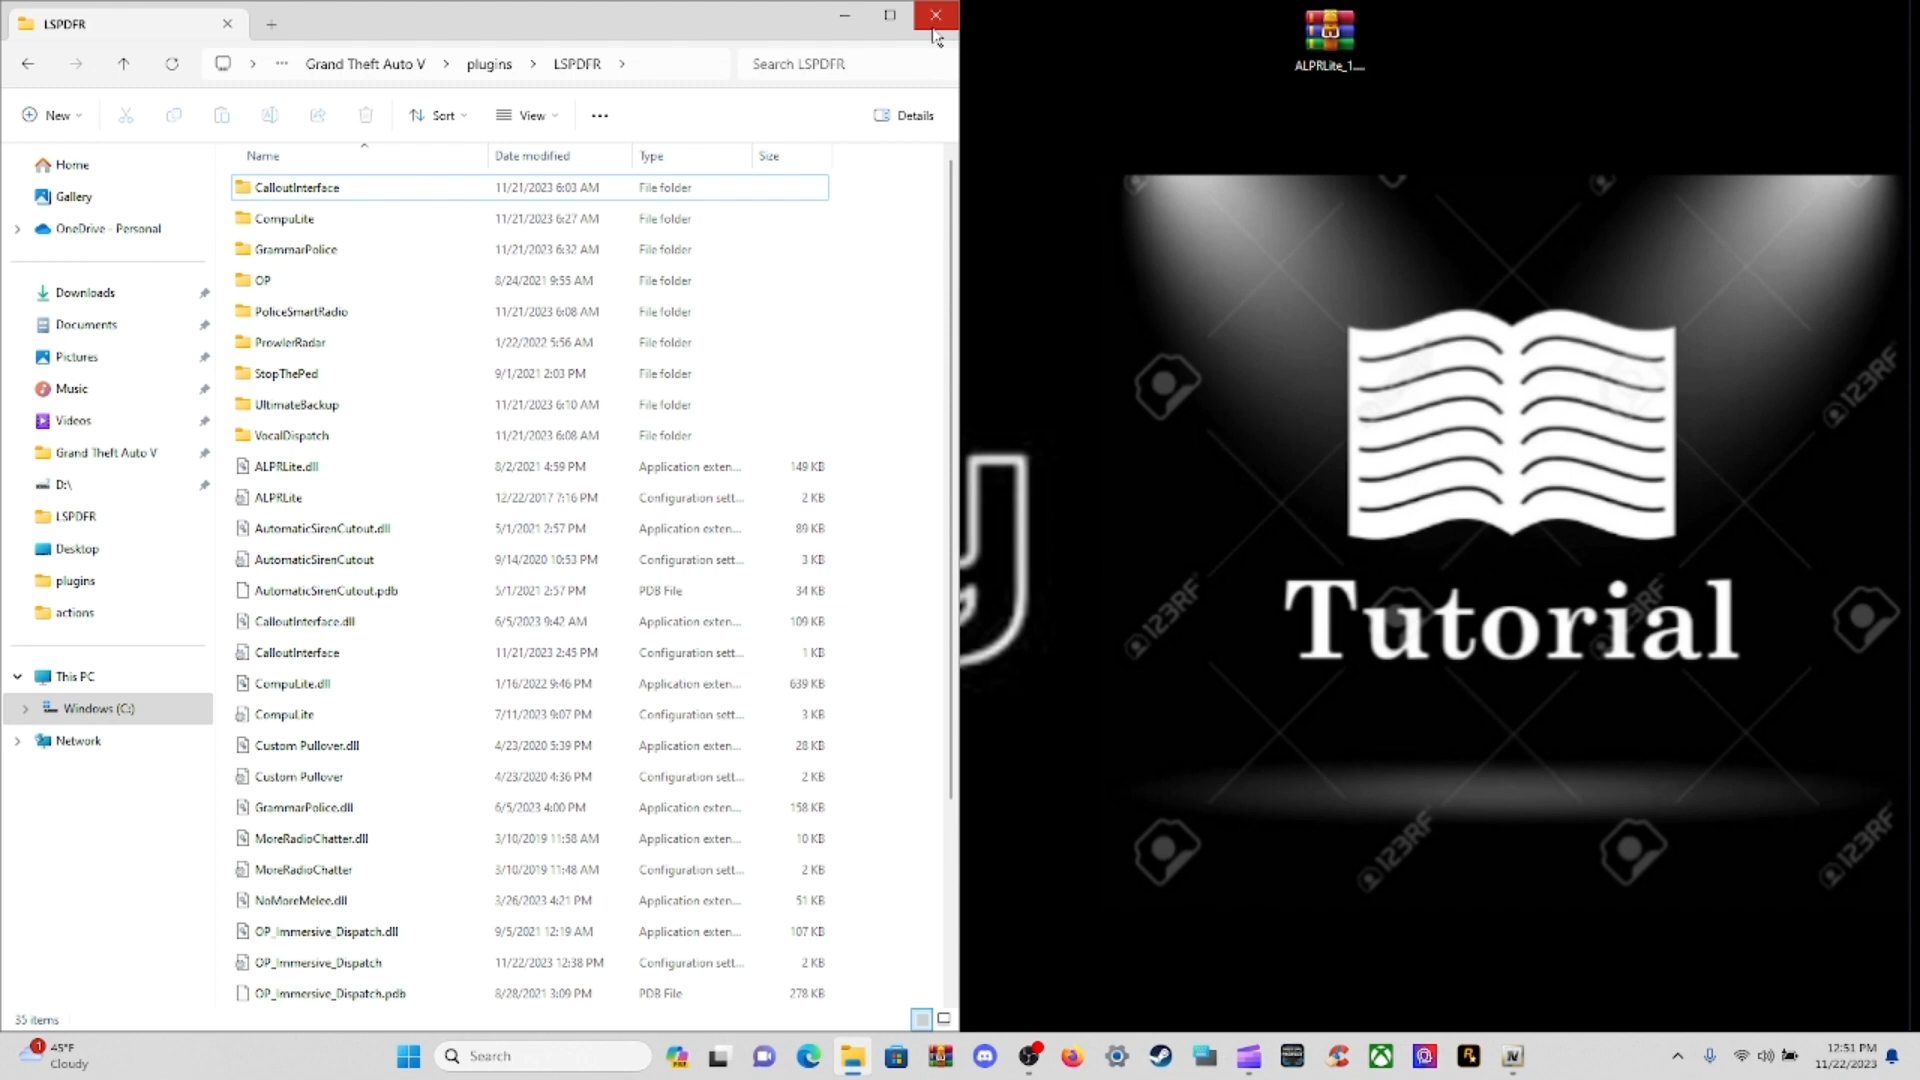 LSPDFR
Grand Theft Auto V
plugins
LSPDFR
Search LSPDFR
New
Sort
View
Details
Name
Date modified
Type
Size
Home
Gallery
OneDrive - Personal
Downloads
Documents
Pictures
Music
Videos
Grand Theft Auto V
D:\
LSPDFR
Desktop
plugins
actions
This PC
Windows (C:)
Network
CalloutInterface 11/21/2023 6:03 AM File folder
CompuLite 11/21/2023 6:27 AM File folder
GrammarPolice 11/21/2023 6:32 AM File folder
OP 8/24/2021 9:55 AM File folder
PoliceSmartRadio 11/21/2023 6:08 AM File folder
ProwlerRadar 1/22/2022 5:56 AM File folder
StopThePed 9/1/2021 2:03 PM File folder
UltimateBackup 11/21/2023 6:10 AM File folder
VocalDispatch 11/21/2023 6:08 AM File folder
ALPRLite.dll 8/2/2021 4:59 PM Application exten... 149 KB
ALPRLite 12/22/2017 7:16 PM Configuration sett... 2 KB
AutomaticSirenCutout.dll 5/1/2021 2:57 PM Application exten... 89 KB
AutomaticSirenCutout 9/14/2020 10:53 PM Configuration sett... 3 KB
AutomaticSirenCutout.pdb 5/1/2021 2:57 PM PDB File 34 KB
CalloutInterface.dll 6/5/2023 9:42 AM Application exten... 109 KB
CalloutInterface 11/21/2023 2:45 PM Configuration sett... 1 KB
CompuLite.dll 1/16/2022 9:46 PM Application exten... 639 KB
CompuLite 7/11/2023 9:07 PM Configuration sett... 3 KB
Custom Pullover.dll 4/23/2020 5:39 PM Application exten... 28 KB
Custom Pullover 4/23/2020 4:36 PM Configuration sett... 2 KB
GrammarPolice.dll 6/5/2023 4:00 PM Application exten... 158 KB
MoreRadioChatter.dll 3/10/2019 11:58 AM Application exten... 10 KB
MoreRadioChatter 3/10/2019 11:48 AM Configuration sett... 2 KB
NoMoreMelee.dll 3/26/2023 4:21 PM Application exten... 51 KB
OP_Immersive_Dispatch.dll 9/5/2021 12:19 AM Application exten... 107 KB
OP_Immersive_Dispatch 11/22/2023 12:38 PM Configuration sett... 2 KB
OP_Immersive_Dispatch.pdb 8/28/2021 3:09 PM PDB File 278 KB
35 items
ALPRLite_1....
Tutorial
123RF
123RF
123RF
123RF
123RF
123RF
1
45°F
Cloudy
Search
12:51 PM
11/22/2023